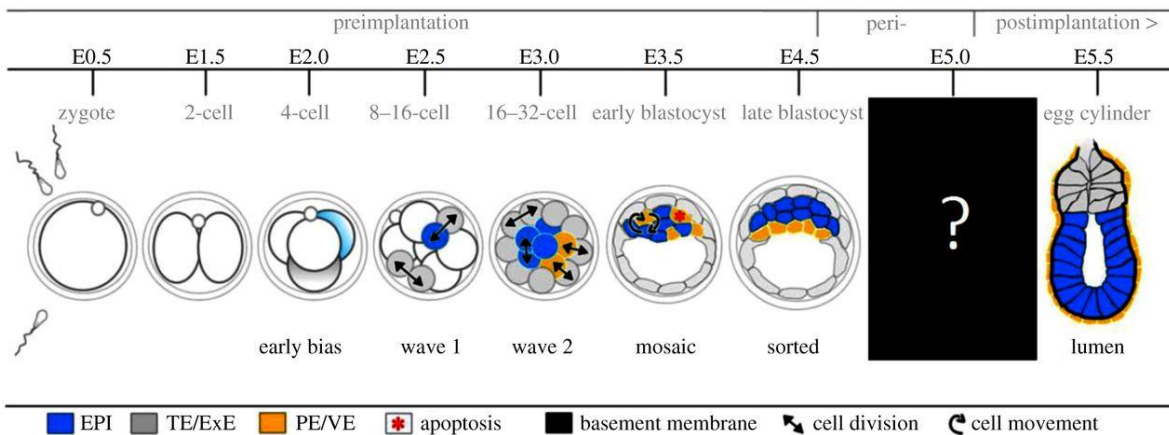 preimplantation peri- postimplantation >
E0.5 E1.5 E2.0 E2.5 E3.0 E3.5 E4.5 E5.0 E5.5
zygote 2-cell 4-cell 8–16-cell 16–32-cell early blastocyst late blastocyst egg cylinder
?
early bias wave 1 wave 2 mosaic sorted lumen
EPI TE/ExE PE/VE apoptosis basement membrane cell division cell movement